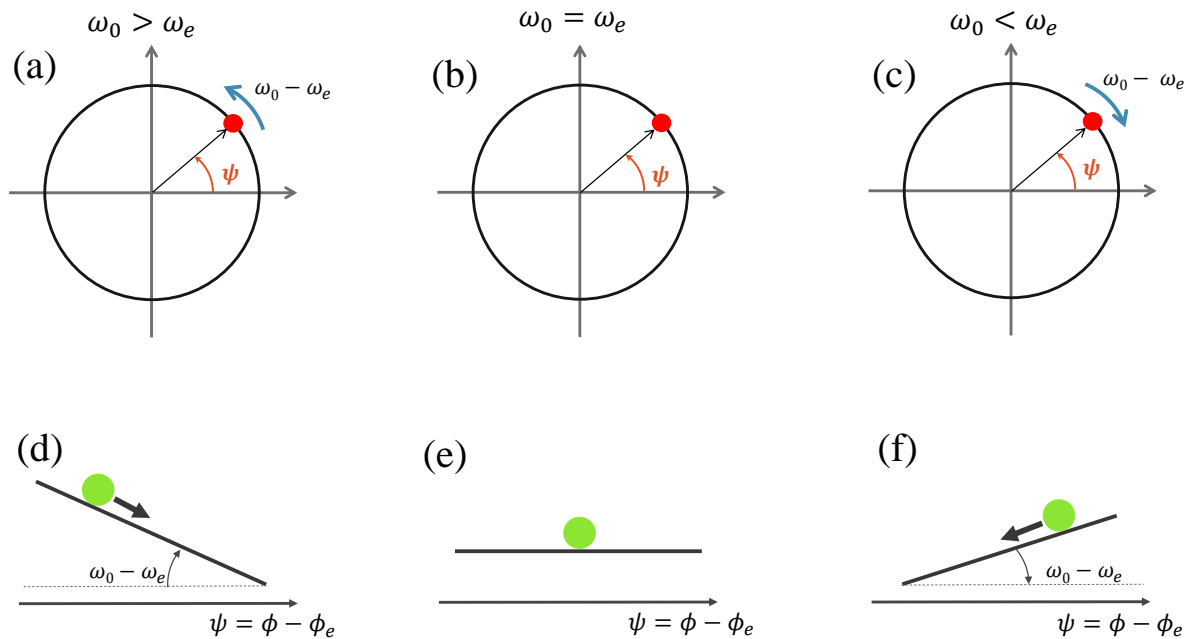 ω₀ > ωₑ
ω₀ = ωₑ
ω₀ < ωₑ
(a)
ω₀ − ωₑ
ψ
(b)
ψ
(c)
ω₀ − ωₑ
ψ
(d)
ω₀ − ωₑ
ψ = ϕ − ϕₑ
(e)
ψ = ϕ − ϕₑ
(f)
ω₀ − ωₑ
ψ = ϕ − ϕₑ